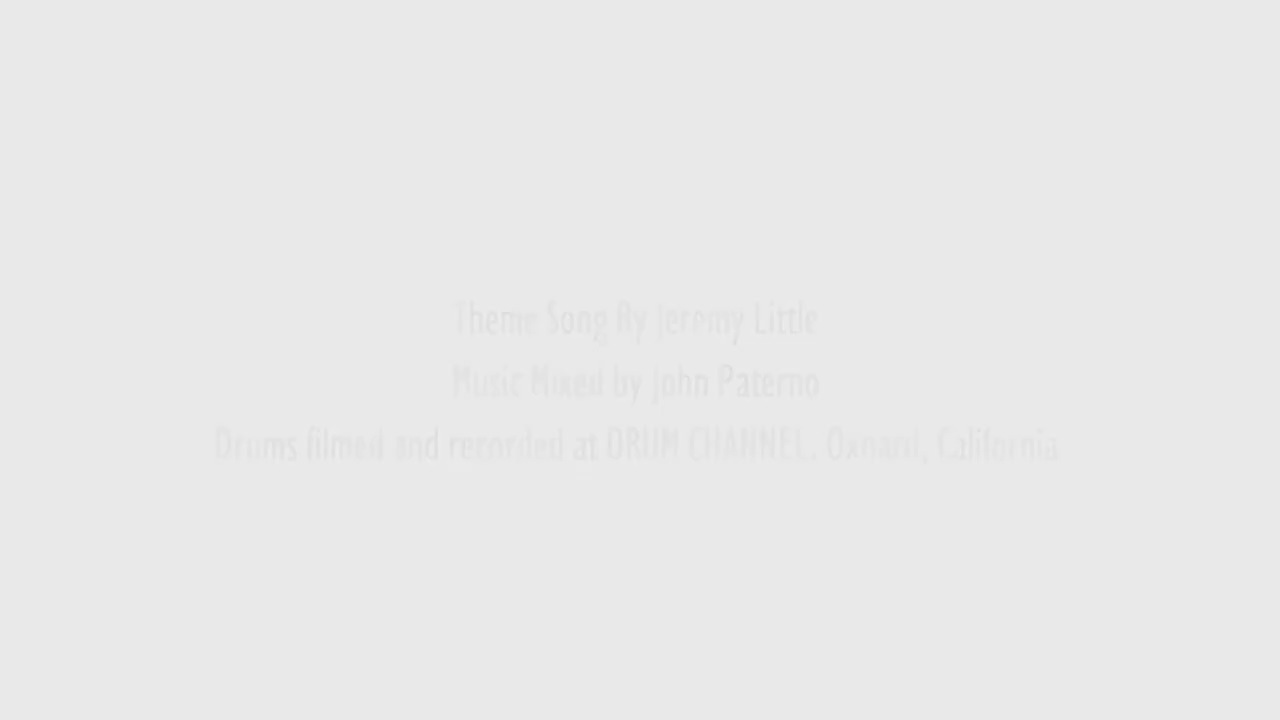 Theme Song By Jeremy Little
Music Mixed by John Paterno
Drums filmed and recorded at DRUM CHANNEL. Oxnard, California